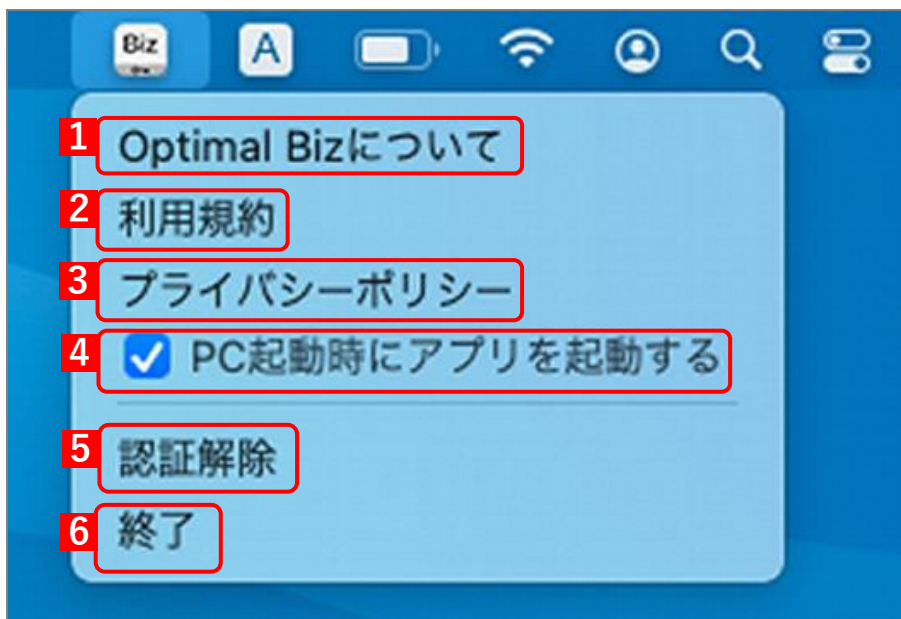 Biz
A
1 Optimal Bizについて
2 利用規約
3 プライバシーポリシー
4 PC起動時にアプリを起動する
5 認証解除
6 終了